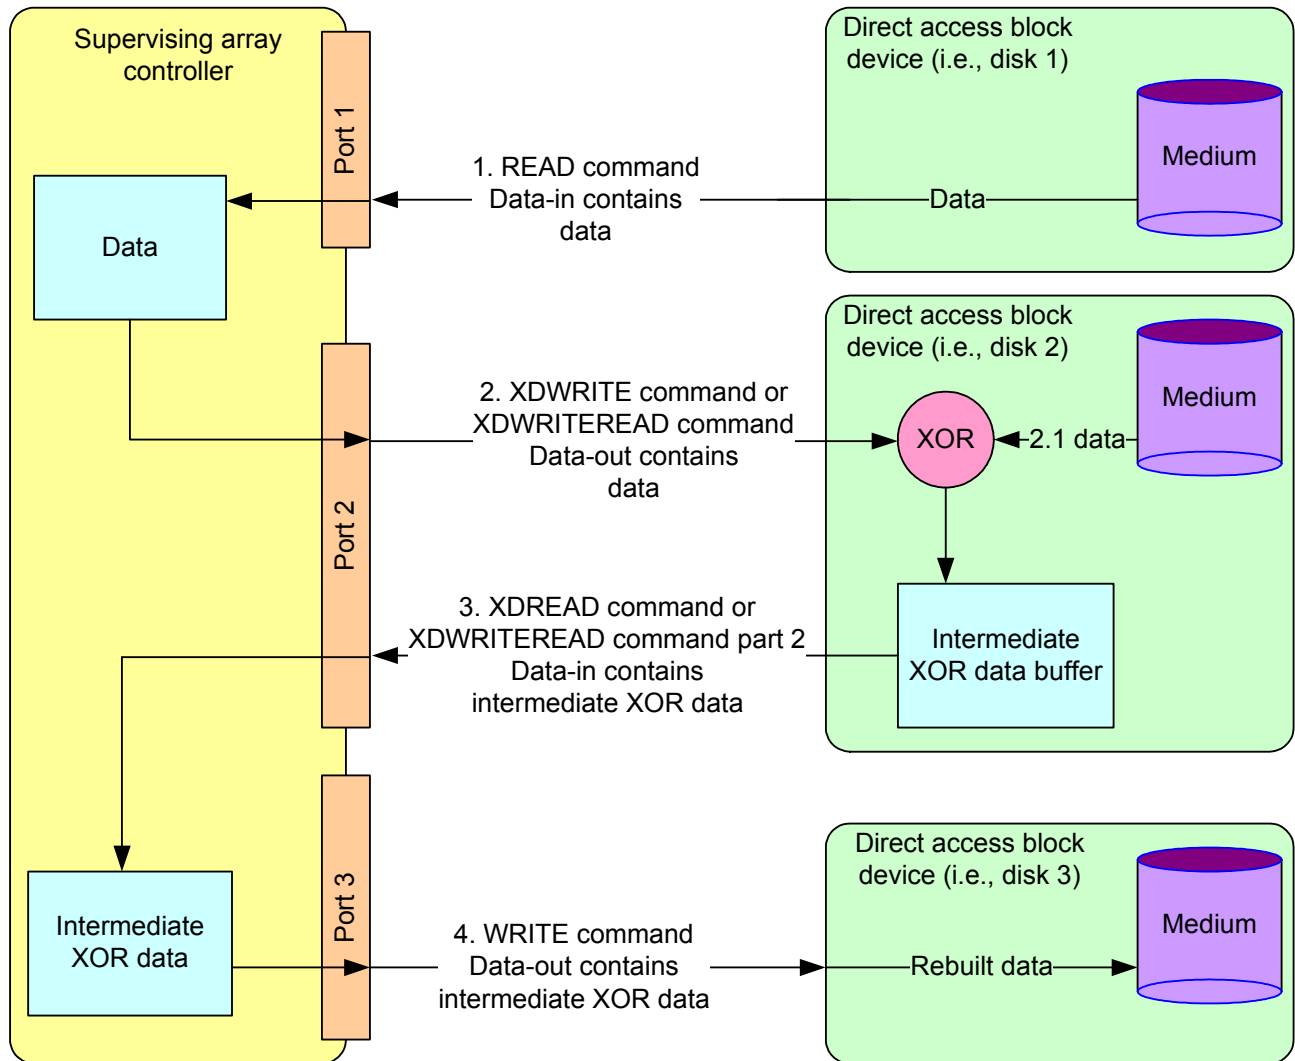 Supervising array
controller
Port 1
Data
1. READ command
Data-in contains
data
Direct access block
device (i.e., disk 1)
Data
Medium
Port 2
2. XDWRITE command or
XDWRITEREAD command
Data-out contains
data
Direct access block
device (i.e., disk 2)
XOR
2.1 data
Medium
3. XDREAD command or
XDWRITEREAD command part 2
Data-in contains
intermediate XOR data
Intermediate
XOR data buffer
Port 3
Intermediate
XOR data
4. WRITE command
Data-out contains
intermediate XOR data
Direct access block
device (i.e., disk 3)
Rebuilt data
Medium